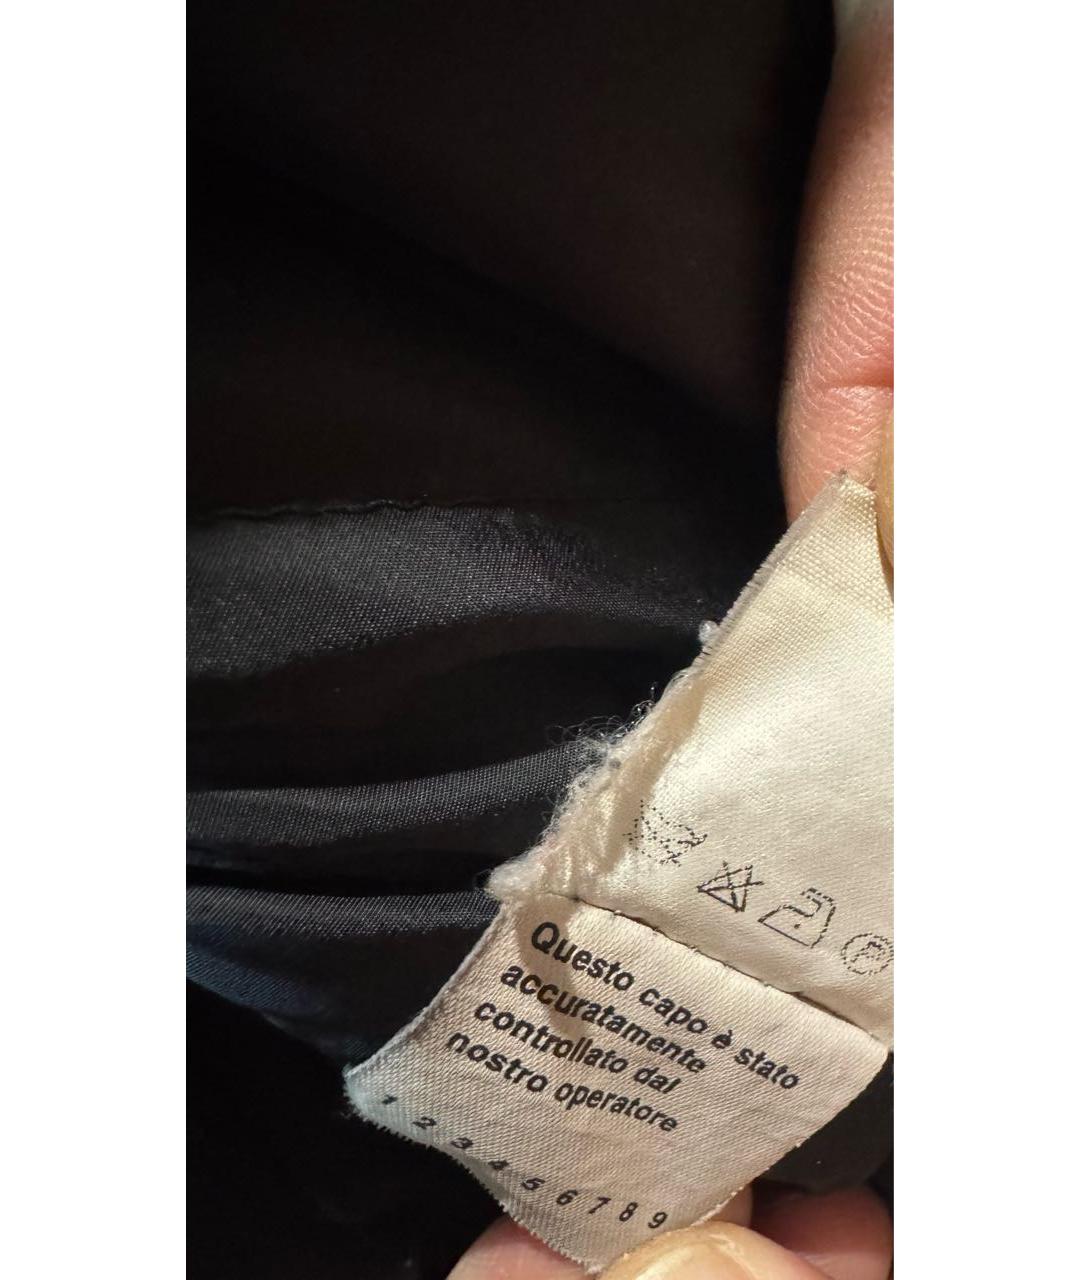 Questo capo è stato
accuratamente
controllato dal
nostro operatore
1 2 3 4 5 6 7 8 9
P